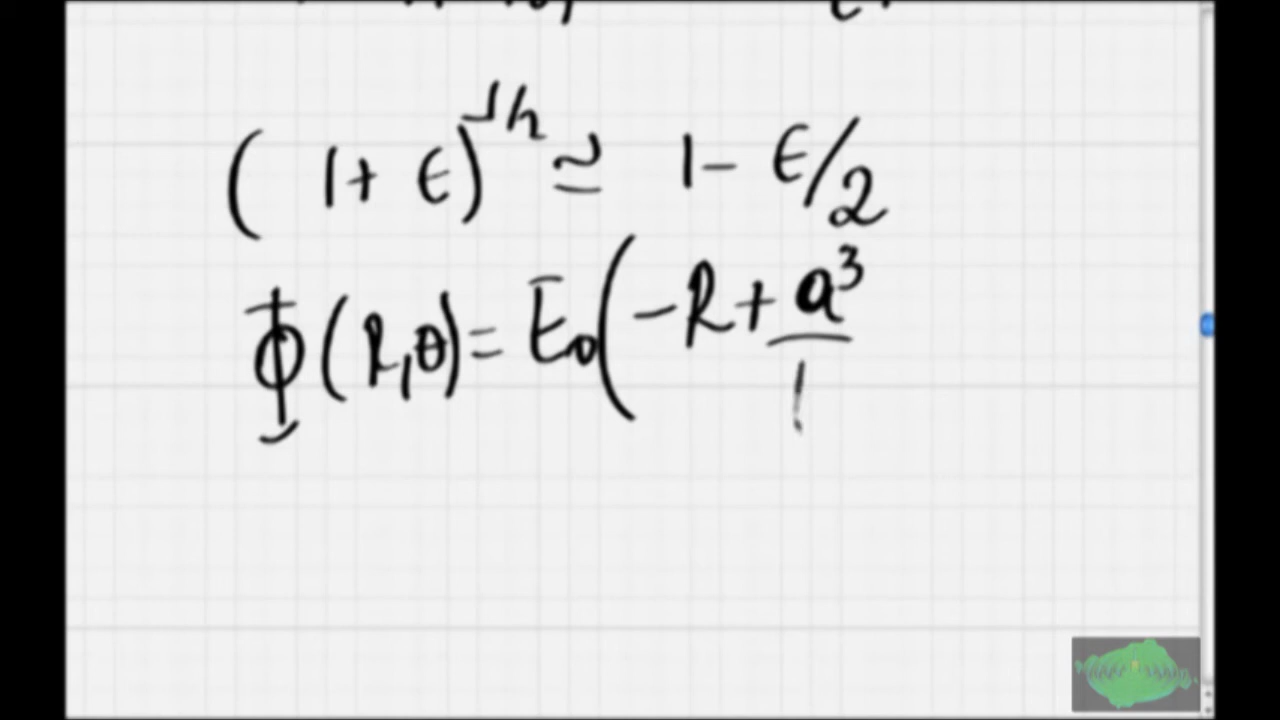 (1+ϵ)^-1/2 ≃ 1-ϵ/2
Φ(R,θ)=E₀(-R+a³/